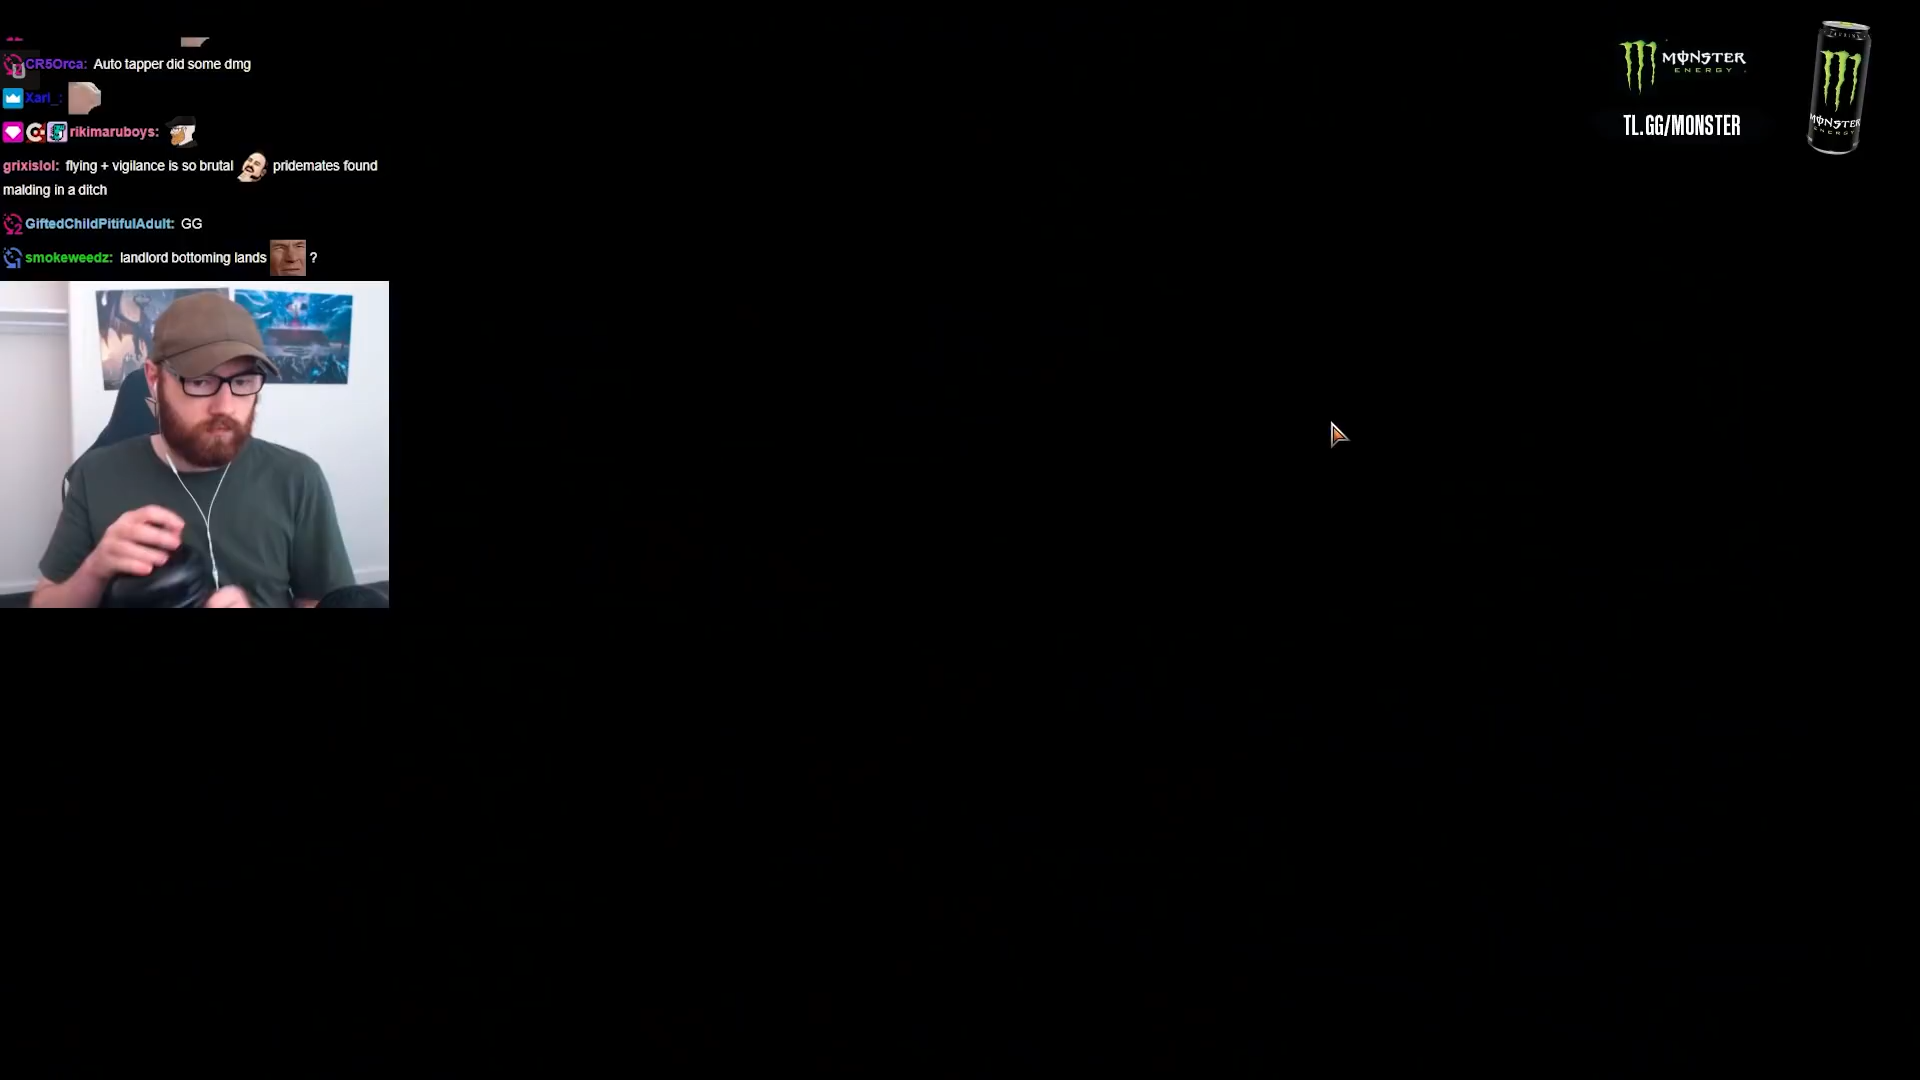 CR5Orca: Auto tapper did some dmg
Xarl_:
rikimaruboys:
grixislol: flying + vigilance is so brutal pridemates found
malding in a ditch
GiftedChildPitifulAdult: GG
smokeweedz: landlord bottoming lands ?
MONSTER
ENERGY
TL.GG/MONSTER
MONSTER
ENERGY